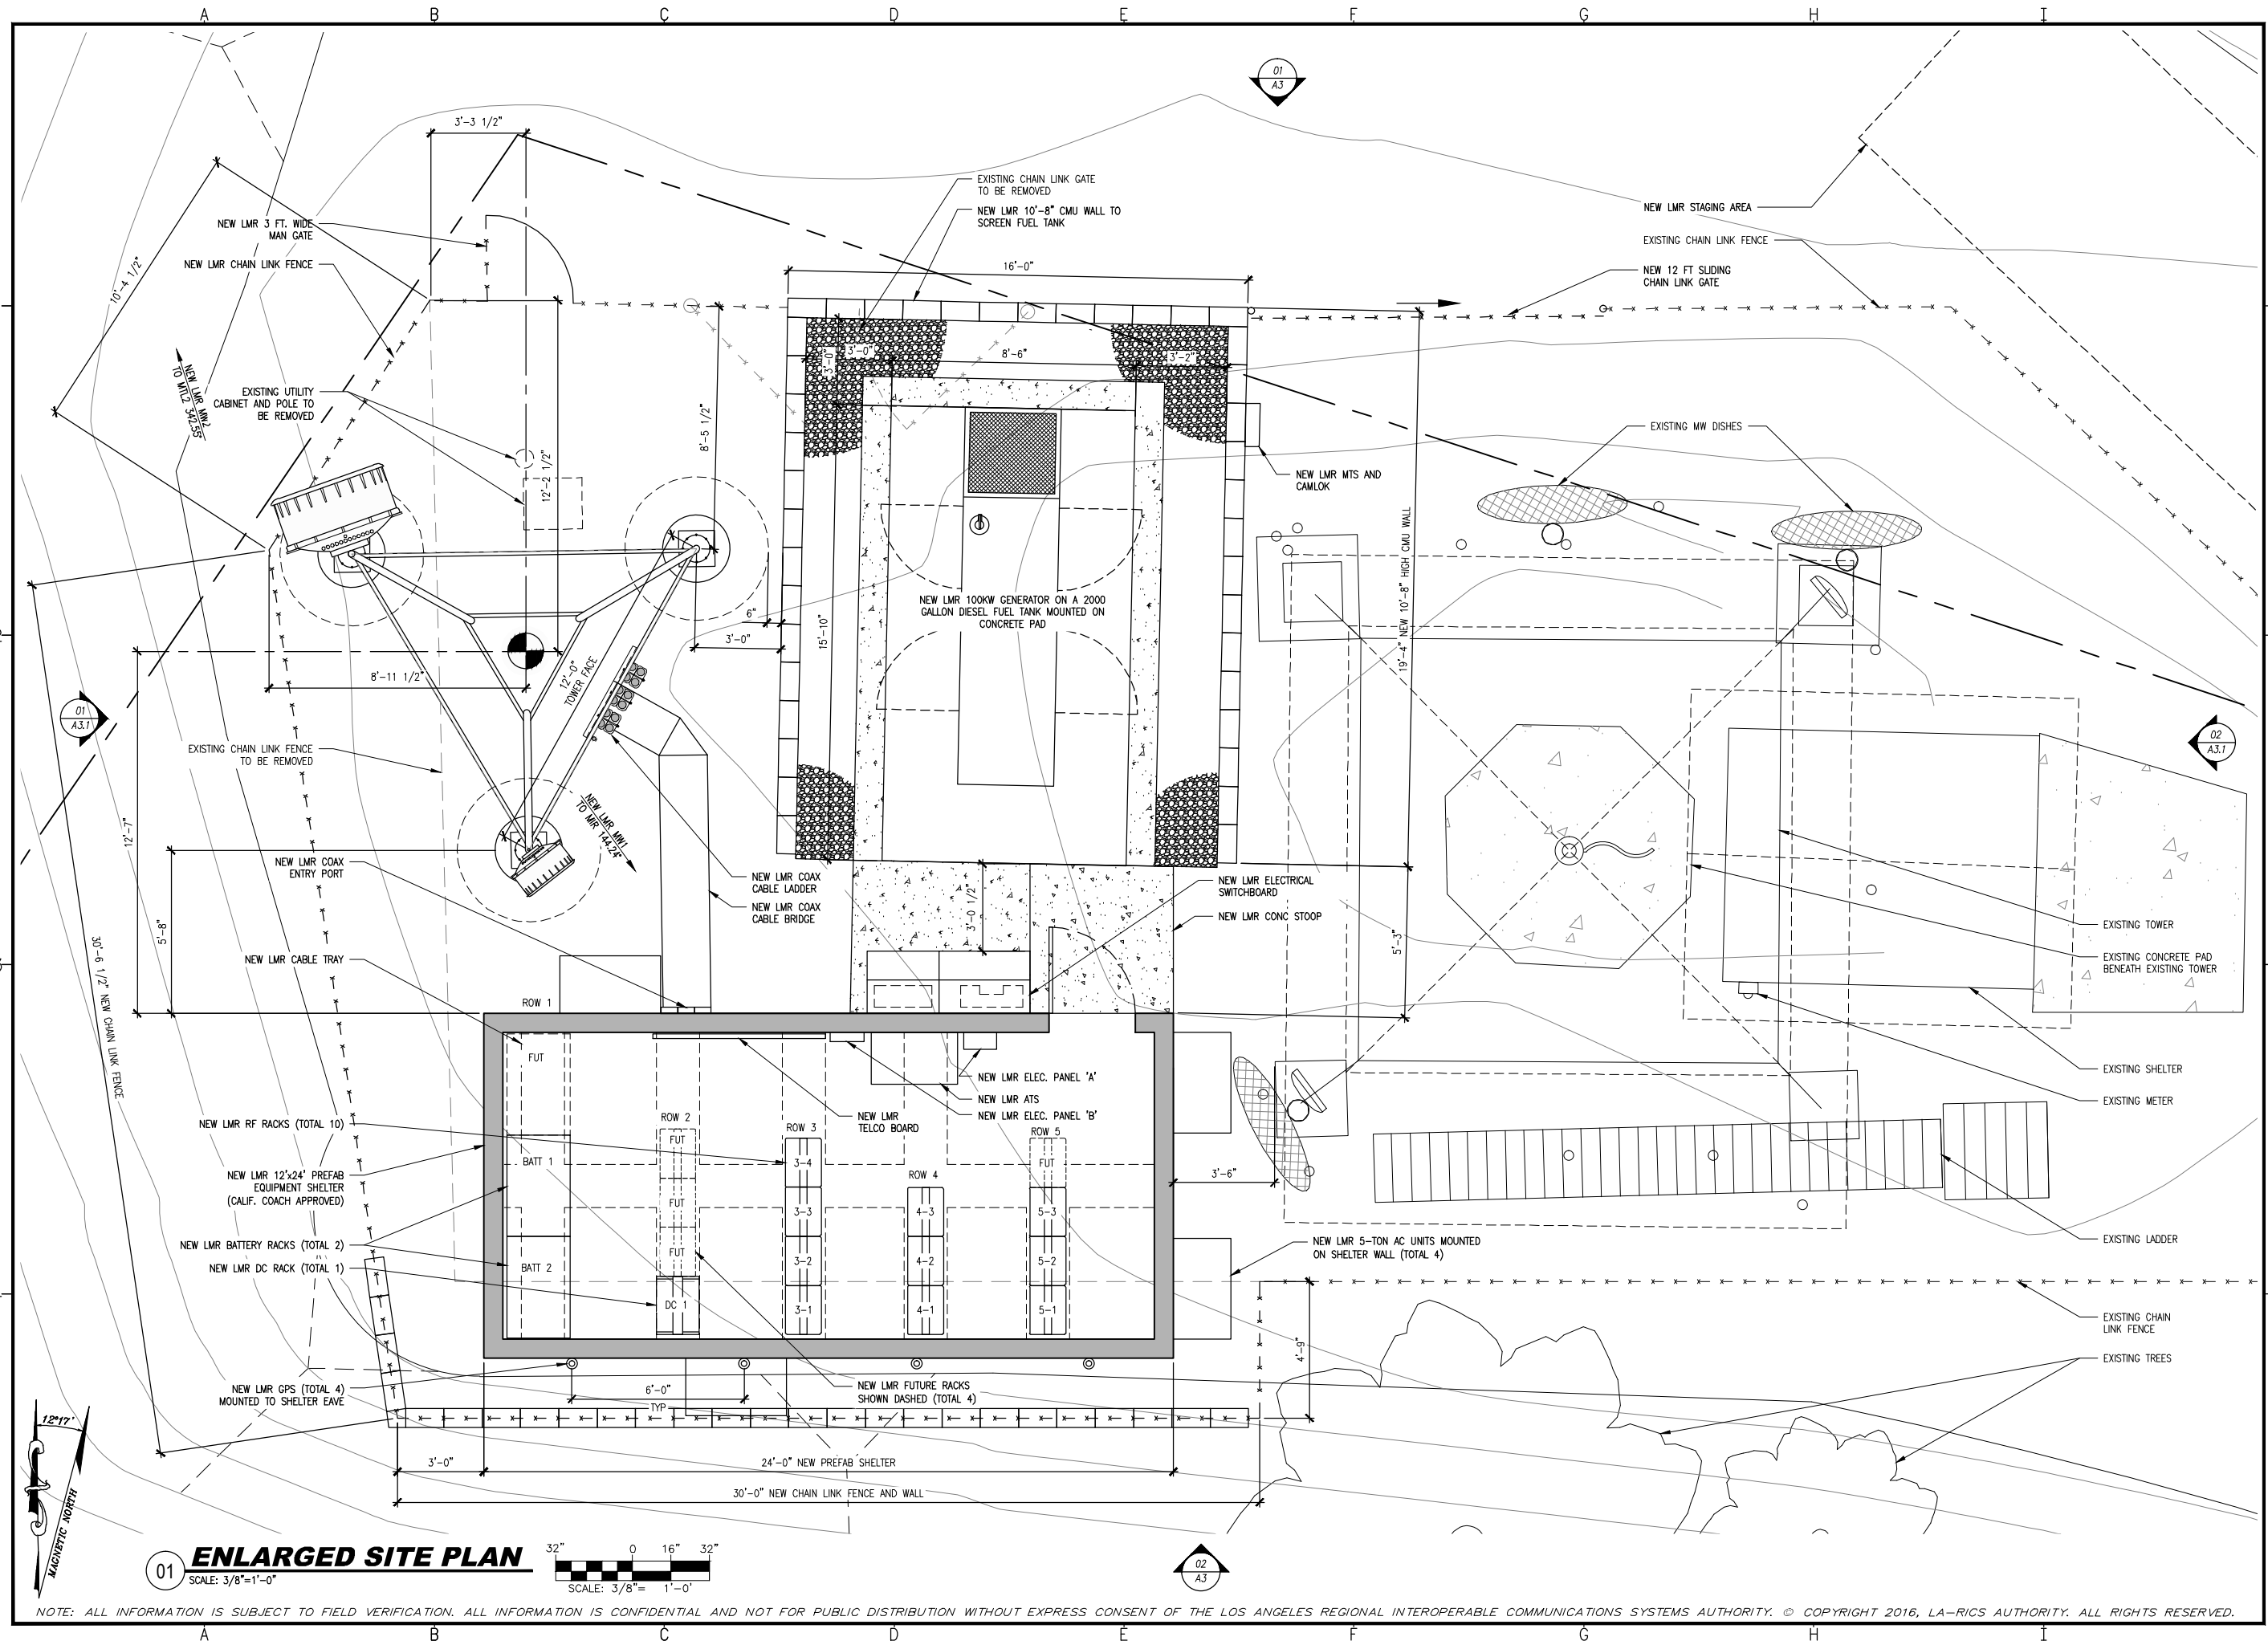 A B C D E F G H I
01
A3
3'-3 1/2"
EXISTING CHAIN LINK GATE
TO BE REMOVED
NEW LMR 10'-8" CMU WALL TO
SCREEN FUEL TANK
NEW LMR STAGING AREA
EXISTING CHAIN LINK FENCE
NEW 12 FT SLIDING
CHAIN LINK GATE
NEW LMR 3 FT. WIDE
MAN GATE
NEW LMR CHAIN LINK FENCE
10'-4 1/2"
16'-0"
NEW LMR MW2
TO MTL2 342.55°
EXISTING UTILITY
CABINET AND POLE TO
BE REMOVED
12'-2 1/2"
8'-5 1/2"
3'-0"
3'-0"
8'-6"
3'-2"
EXISTING MW DISHES
NEW LMR MTS AND
CAMLOK
19'-4" NEW 10'-8" HIGH CMU WALL
NEW LMR 100KW GENERATOR ON A 2000
GALLON DIESEL FUEL TANK MOUNTED ON
CONCRETE PAD
6"
3'-0"
15'-10"
8'-11 1/2"
12'-0"
TOWER FACE
01
A3.1
02
A3.1
EXISTING CHAIN LINK FENCE
TO BE REMOVED
12'-7"
NEW LMR MW1
TO MIR 144.24°
NEW LMR COAX
ENTRY PORT
NEW LMR COAX
CABLE LADDER
NEW LMR COAX
CABLE BRIDGE
NEW LMR ELECTRICAL
SWITCHBOARD
NEW LMR CONC STOOP
3'-0 1/2"
5'-3"
5'-8"
30'-6 1/2" NEW CHAIN LINK FENCE
EXISTING TOWER
EXISTING CONCRETE PAD
BENEATH EXISTING TOWER
EXISTING SHELTER
EXISTING METER
NEW LMR CABLE TRAY
ROW 1
FUT
NEW LMR ELEC. PANEL 'A'
NEW LMR ATS
NEW LMR ELEC. PANEL 'B'
NEW LMR
TELCO BOARD
NEW LMR RF RACKS (TOTAL 10)
ROW 2
FUT
ROW 3
ROW 4
ROW 5
FUT
BATT 1
3-4
NEW LMR 12'x24' PREFAB
EQUIPMENT SHELTER
(CALIF. COACH APPROVED)
FUT
3-3
4-3
5-3
3'-6"
NEW LMR BATTERY RACKS (TOTAL 2)
FUT
NEW LMR DC RACK (TOTAL 1)
BATT 2
3-2
4-2
5-2
DC 1
3-1
4-1
5-1
NEW LMR 5-TON AC UNITS MOUNTED
ON SHELTER WALL (TOTAL 4)
EXISTING LADDER
EXISTING CHAIN
LINK FENCE
EXISTING TREES
4'-9"
NEW LMR GPS (TOTAL 4)
MOUNTED TO SHELTER EAVE
6'-0"
TYP
NEW LMR FUTURE RACKS
SHOWN DASHED (TOTAL 4)
3'-0"
24'-0" NEW PREFAB SHELTER
30'-0" NEW CHAIN LINK FENCE AND WALL
12°17'
MAGNETIC NORTH
01
ENLARGED SITE PLAN
SCALE: 3/8"=1'-0"
32" 0 16" 32"
SCALE: 3/8"= 1'-0'
02
A3
NOTE: ALL INFORMATION IS SUBJECT TO FIELD VERIFICATION. ALL INFORMATION IS CONFIDENTIAL AND NOT FOR PUBLIC DISTRIBUTION WITHOUT EXPRESS CONSENT OF THE LOS ANGELES REGIONAL INTEROPERABLE COMMUNICATIONS SYSTEMS AUTHORITY. © COPYRIGHT 2016, LA-RICS AUTHORITY. ALL RIGHTS RESERVED.
A B C D E F G H I